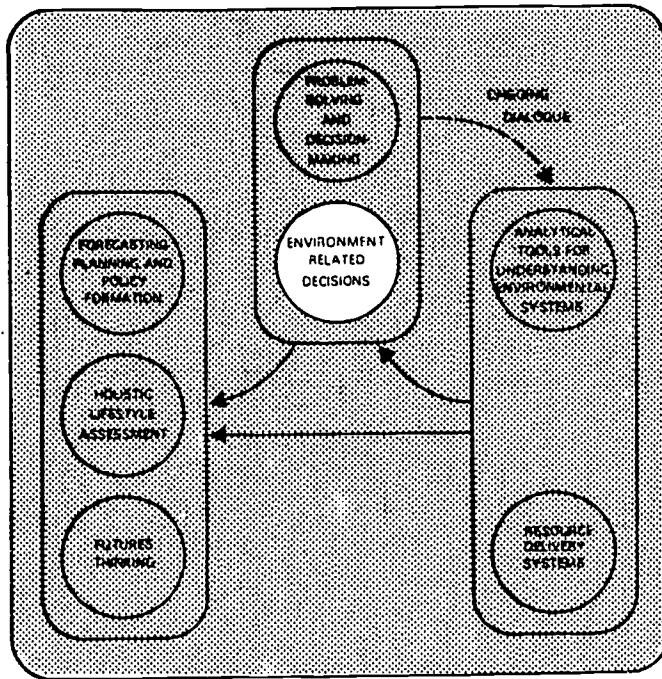 PROBLEM
SOLVING
AND
DECISION-
MAKING
ONGOING
DIALOGUE
FORECASTING
PLANNING AND
POLICY
FORMATION
ENVIRONMENT
RELATED
DECISIONS
ANALYTICAL
TOOLS FOR
UNDERSTANDING
ENVIRONMENTAL
SYSTEMS
HOLISTIC
LIFESTYLE
ASSESSMENT
FUTURES
THINKING
RESOURCE
DELIVERY
SYSTEMS